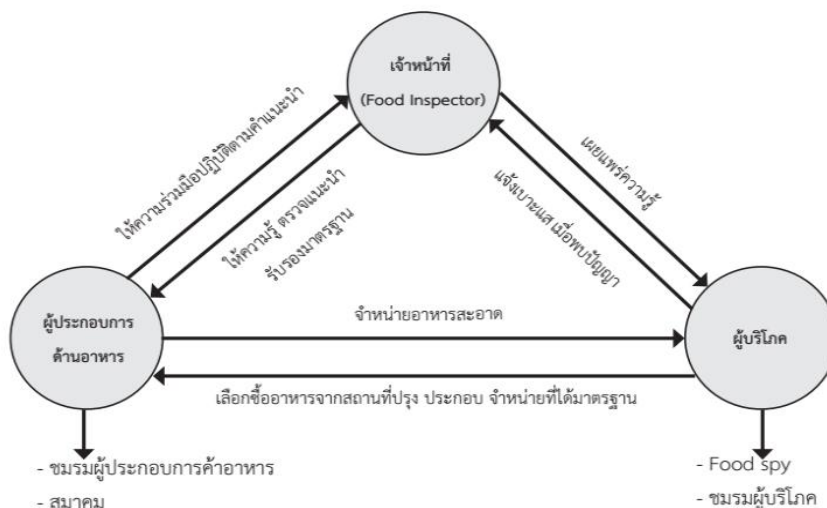 เจ้าหน้าที่
(Food Inspector)
ให้ความร่วมมือปฏิบัติตามคำแนะนำ
ให้ความรู้ ตรวจแนะนำ
รับรองมาตรฐาน
เผยแพร่ความรู้
แจ้งเบาะแส เมื่อพบปัญญา
ผู้ประกอบการ
ด้านอาหาร
จำหน่ายอาหารสะอาด
ผู้บริโภค
เลือกซื้ออาหารจากสถานที่ปรุง ประกอบ จำหน่ายที่ได้มาตรฐาน
- ชมรมผู้ประกอบการค้าอาหาร
- สมาคม
- Food spy
- ชมรมผู้บริโภค